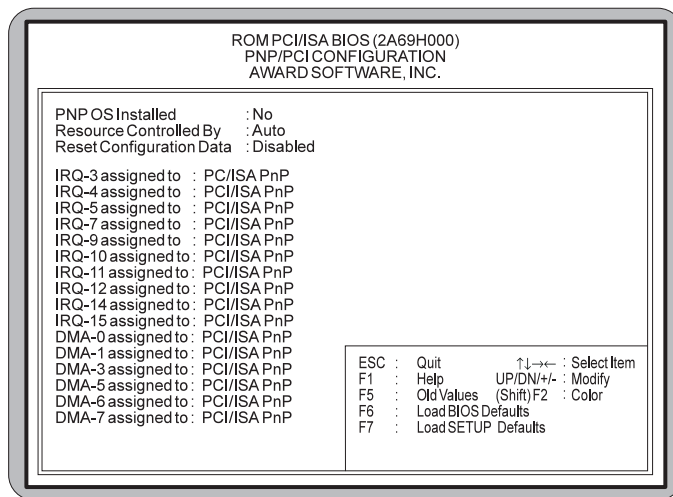 ROM PCI/ISA BIOS (2A69H000)
PNP/PCI CONFIGURATION
AWARD SOFTWARE, INC.
PNP OS Installed : No
Resource Controlled By : Auto
Reset Configuration Data : Disabled
IRQ-3 assigned to : PC/ISA PnP
IRQ-4 assigned to : PCI/ISA PnP
IRQ-5 assigned to : PCI/ISA PnP
IRQ-7 assigned to : PCI/ISA PnP
IRQ-9 assigned to : PCI/ISA PnP
IRQ-10 assigned to : PCI/ISA PnP
IRQ-11 assigned to : PCI/ISA PnP
IRQ-12 assigned to : PCI/ISA PnP
IRQ-14 assigned to : PCI/ISA PnP
IRQ-15 assigned to : PCI/ISA PnP
DMA-0 assigned to : PCI/ISA PnP
DMA-1 assigned to : PCI/ISA PnP
DMA-3 assigned to : PCI/ISA PnP
DMA-5 assigned to : PCI/ISA PnP
DMA-6 assigned to : PCI/ISA PnP
DMA-7 assigned to : PCI/ISA PnP
ESC : Quit ↑↓→← : Select Item
F1 : Help UP/DN/+/- : Modify
F5 : Old Values (Shift) F2 : Color
F6 : Load BIOS Defaults
F7 : Load SETUP Defaults